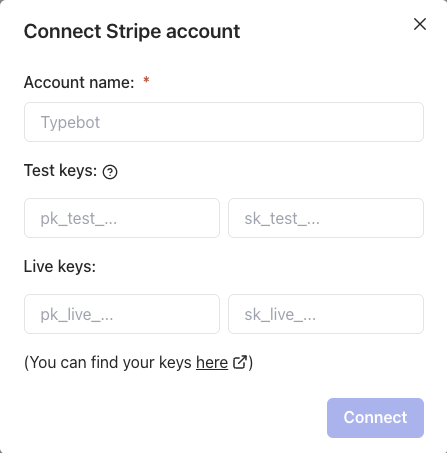 Connect Stripe account
Account name: *
Typebot
Test keys:
pk_test_... sk_test_...
Live keys:
pk_live_... sk_live_...
(You can find your keys here)
Connect